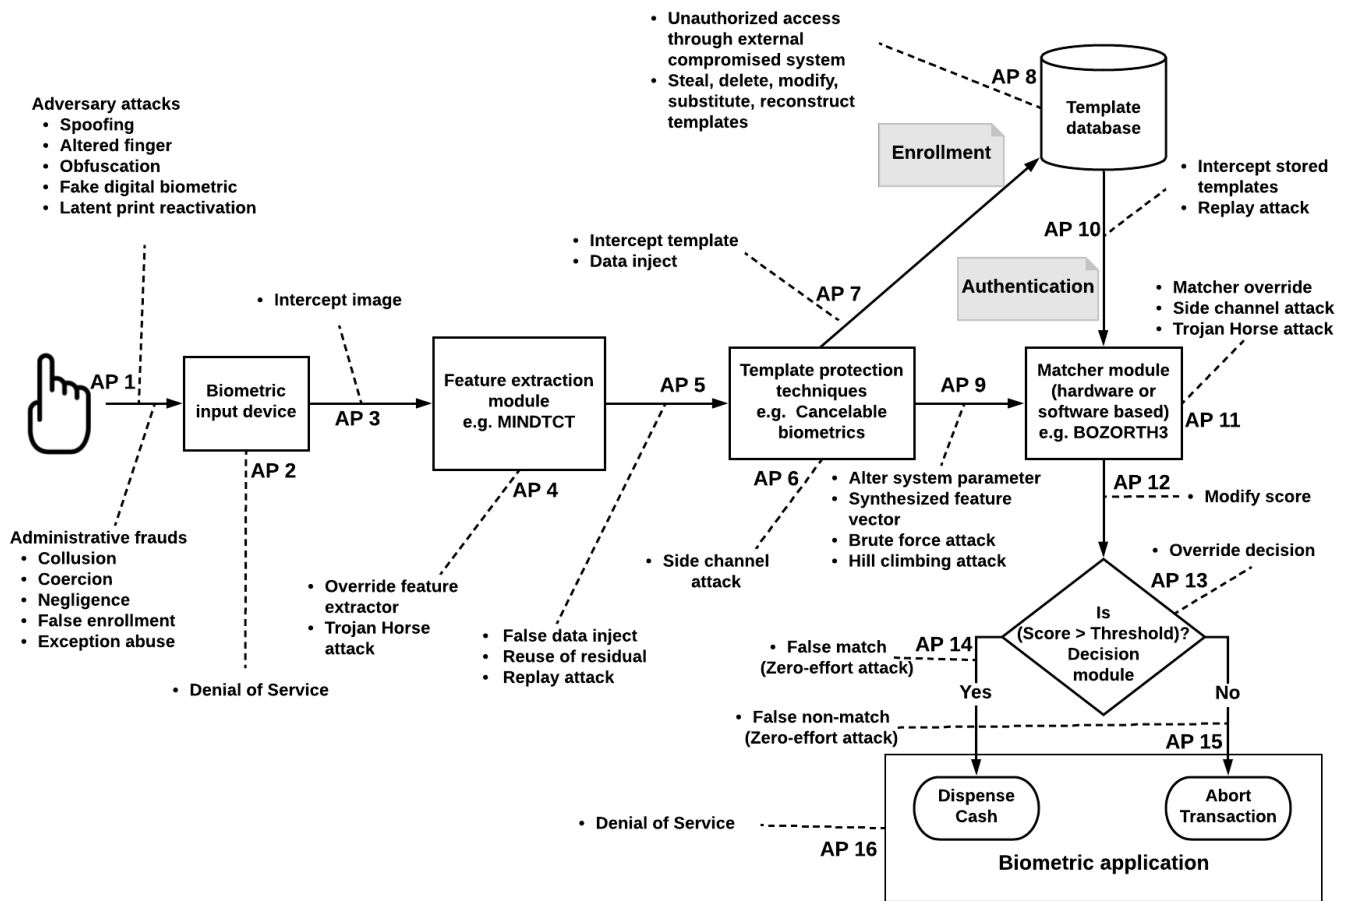 • Unauthorized access
through external
compromised system
• Steal, delete, modify,
substitute, reconstruct
templates
AP 8
Template
database
Adversary attacks
• Spoofing
• Altered finger
• Obfuscation
• Fake digital biometric
• Latent print reactivation
Enrollment
• Intercept stored
templates
• Replay attack
AP 10
• Intercept template
• Data inject
AP 7
Authentication
• Matcher override
• Side channel attack
• Trojan Horse attack
• Intercept image
AP 1
Biometric
input device
AP 3
Feature extraction
module
e.g. MINDTCT
AP 5
Template protection
techniques
e.g. Cancelable
biometrics
AP 9
Matcher module
(hardware or
software based)
e.g. BOZORTH3
AP 11
AP 2
AP 4
AP 6
• Alter system parameter
• Synthesized feature
vector
• Brute force attack
• Hill climbing attack
AP 12
• Modify score
Administrative frauds
• Collusion
• Coercion
• Negligence
• False enrollment
• Exception abuse
• Denial of Service
• Override feature
extractor
• Trojan Horse
attack
• False data inject
• Reuse of residual
• Replay attack
• Side channel
attack
• Override decision
AP 13
Is
(Score > Threshold)?
Decision
module
• False match
(Zero-effort attack)
AP 14
Yes
No
• False non-match
(Zero-effort attack)
AP 15
Dispense
Cash
Abort
Transaction
• Denial of Service
AP 16
Biometric application